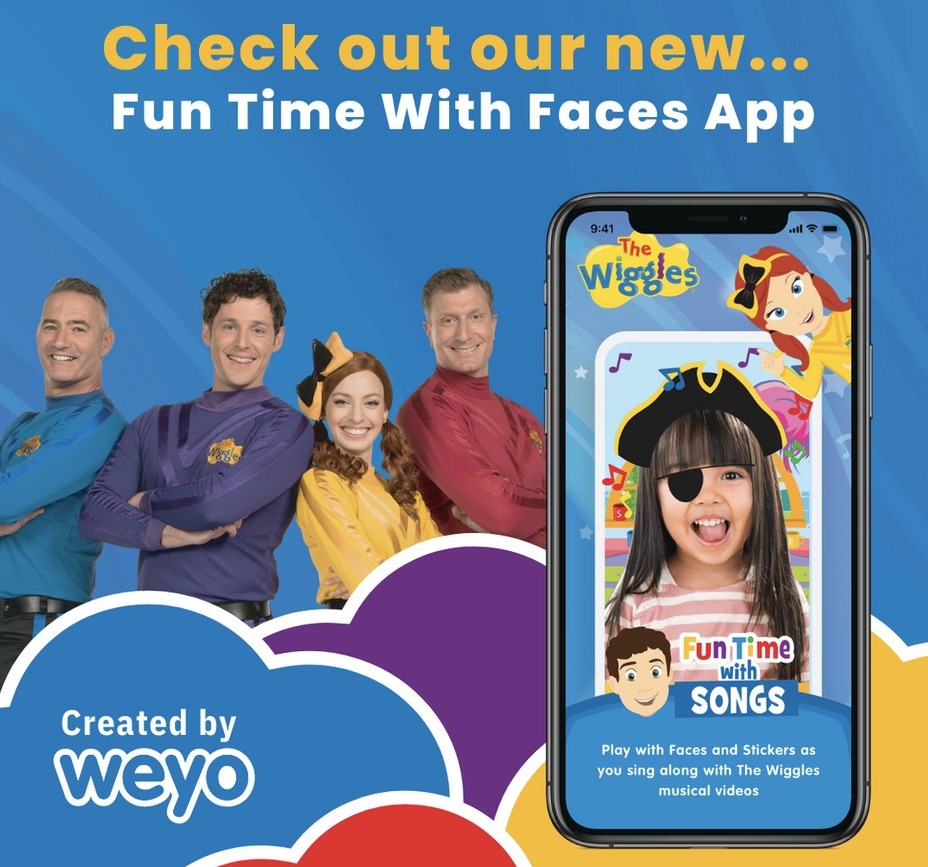 Check out our new...
Fun Time With Faces App
9:41
The
Wiggles
Wiggles
Fun Time
with
SONGS
Play with Faces and Stickers as
you sing along with The Wiggles
musical videos
Created by
weyo